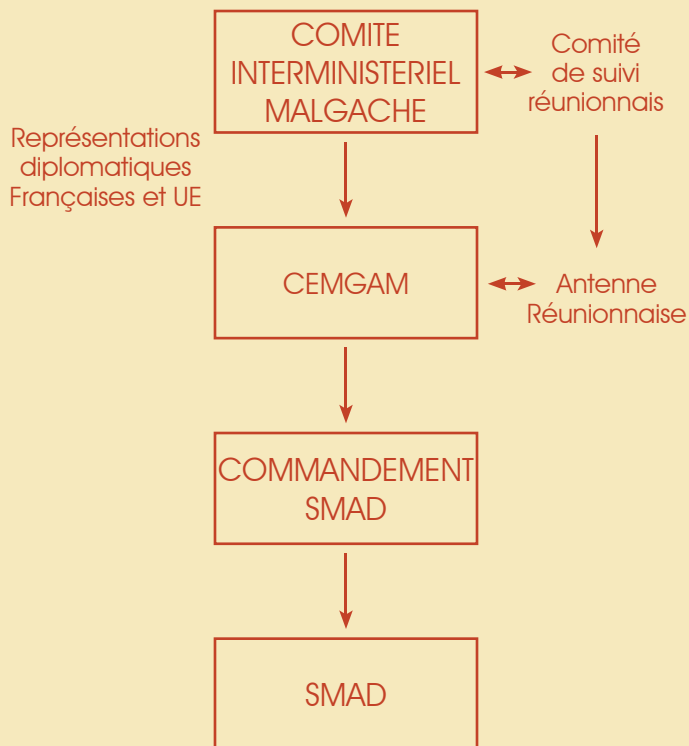 COMITE
INTERMINISTERIEL
MALGACHE
Comité
de suivi
réunionnais
Représentations
diplomatiques
Françaises et UE
CEMGAM
Antenne
Réunionnaise
COMMANDEMENT
SMAD
SMAD